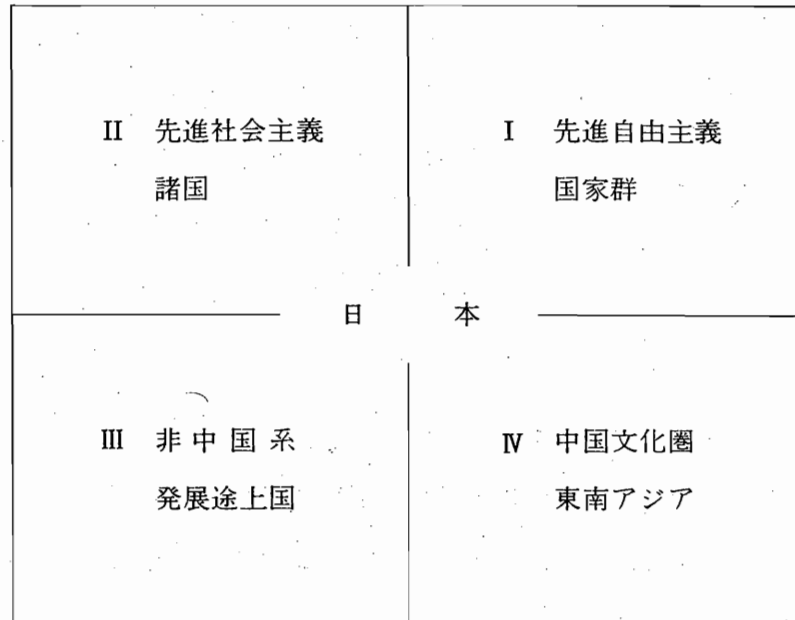 II 先進社会主義
諸国
I 先進自由主義
国家群
日 本
III 非中国系
発展途上国
IV 中国文化圏
東南アジア